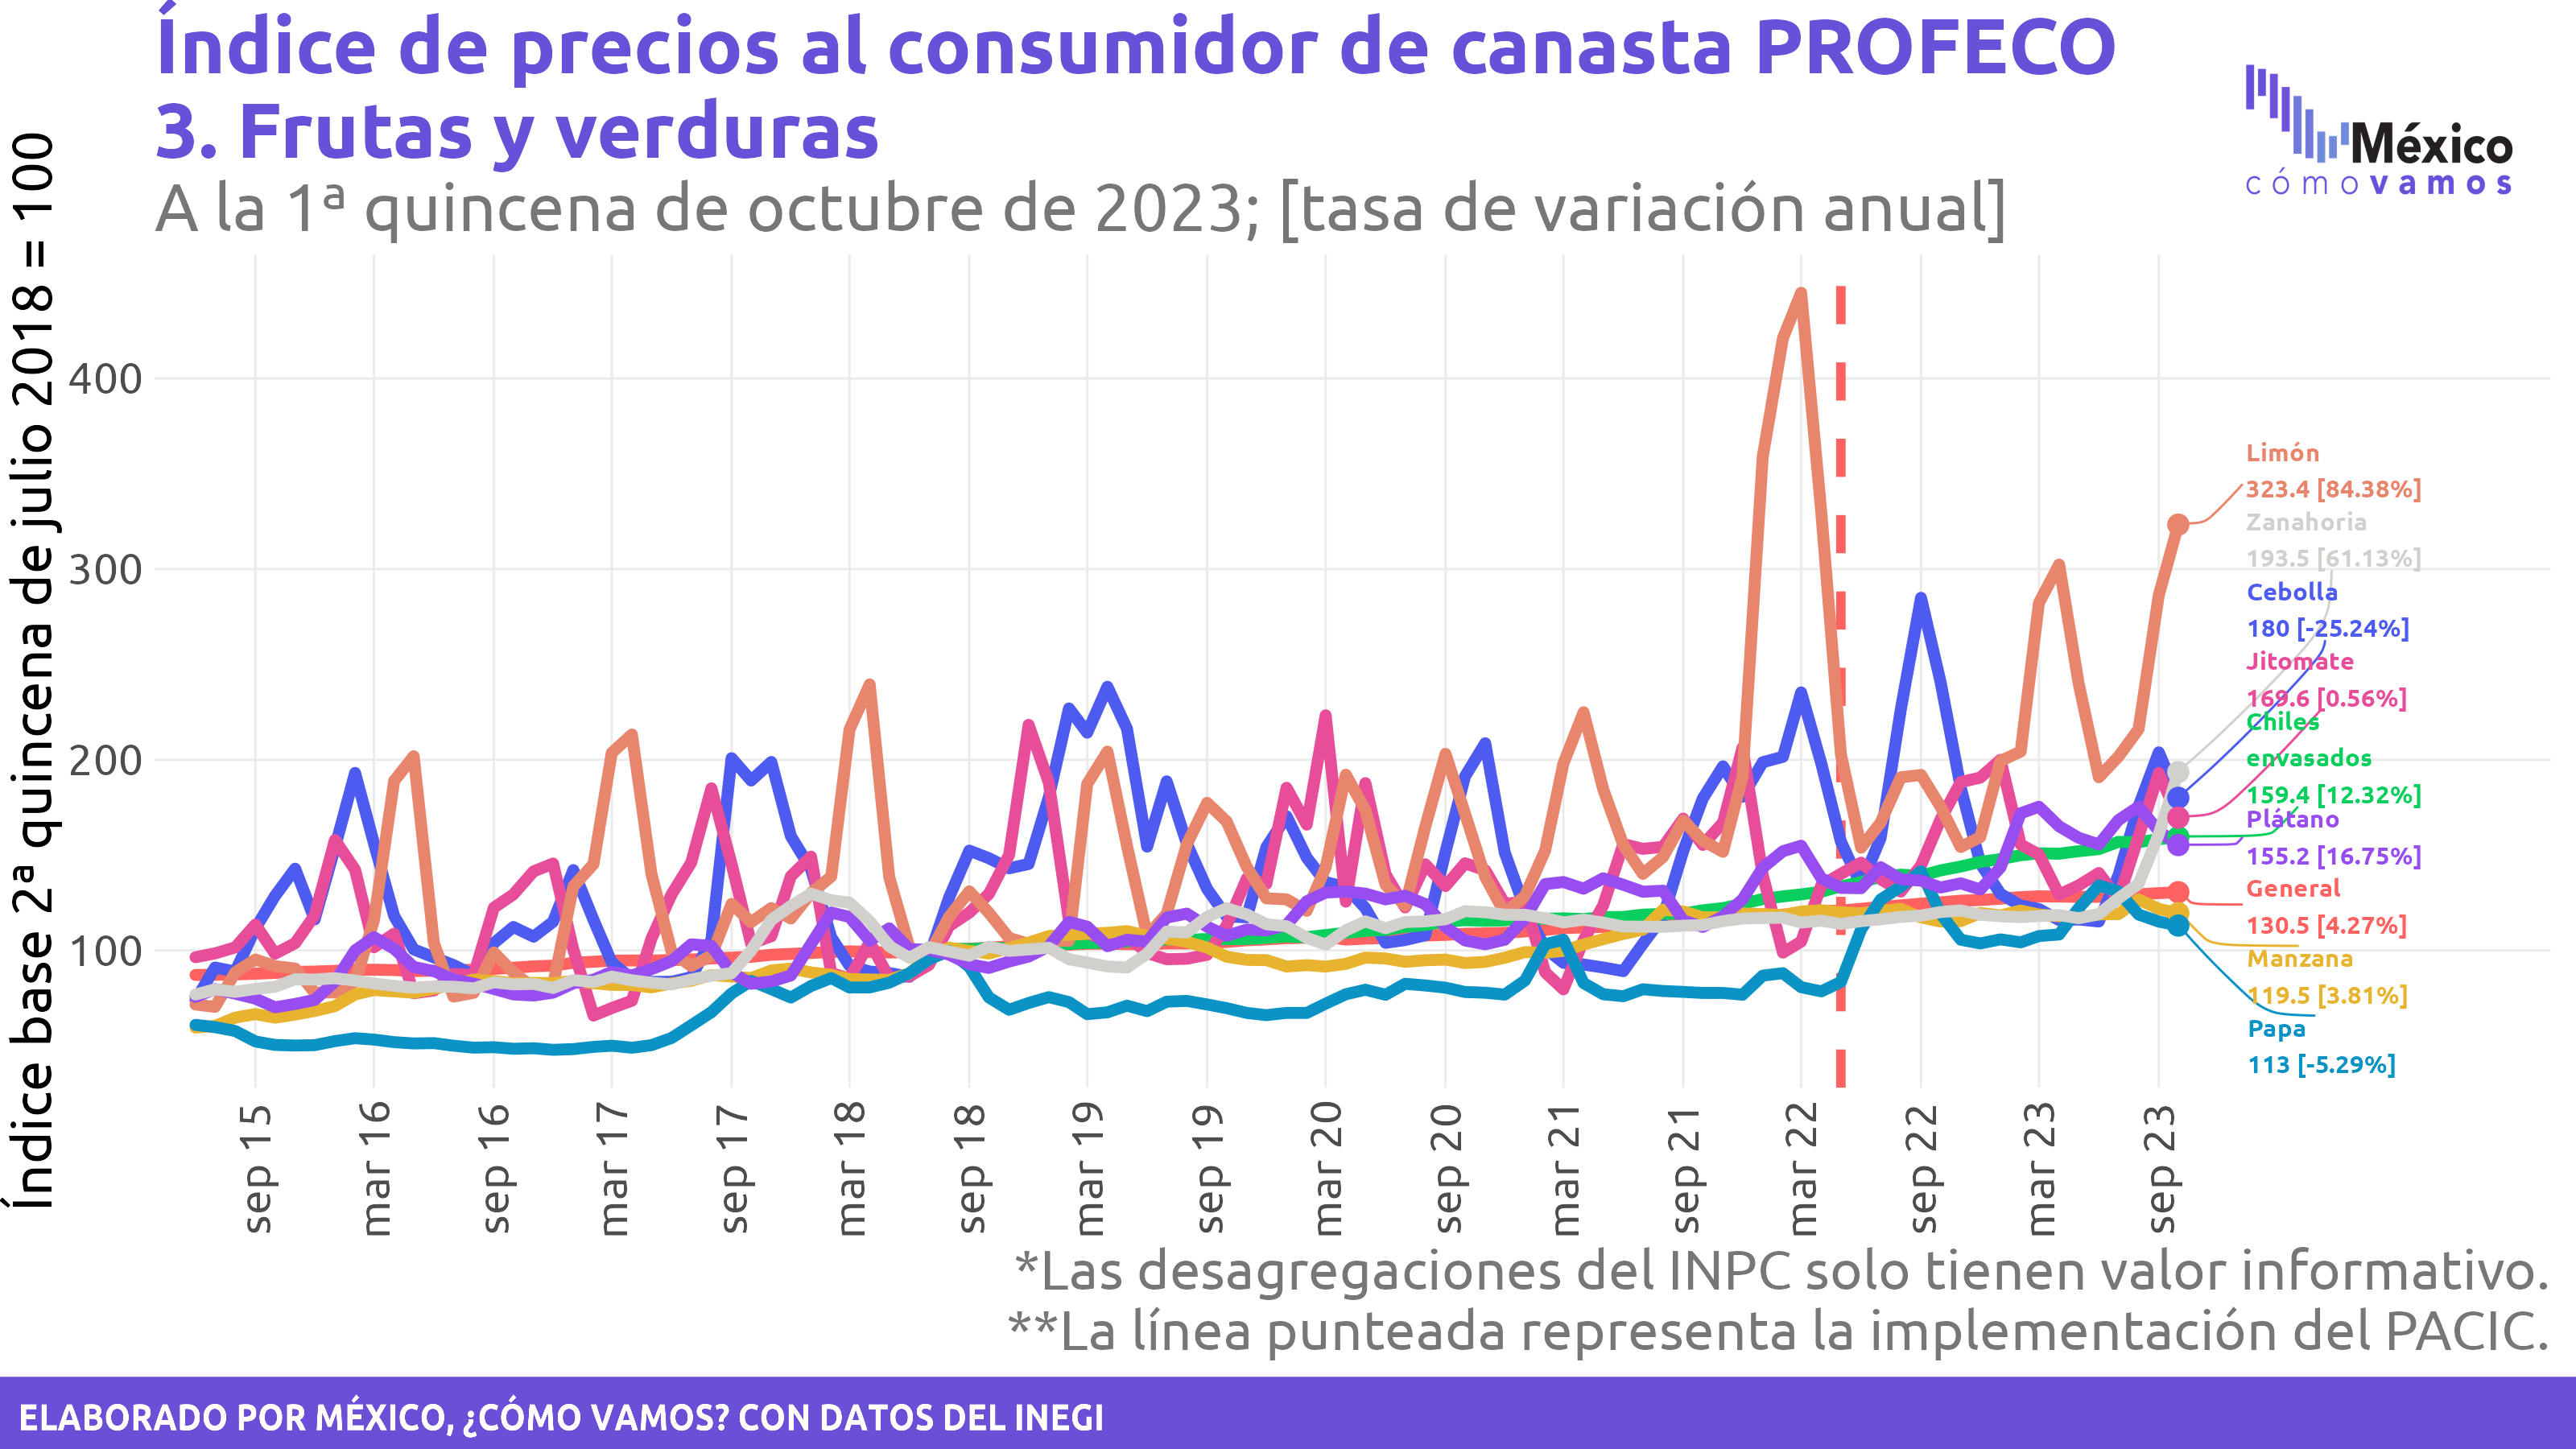 Índice de precios al consumidor de canasta PROFECO
3. Frutas y verduras
A la 1ª quincena de octubre de 2023; [tasa de variación anual]
México
cómo vamos
Índice base 2ª quincena de julio 2018 = 100
400
300
200
100
Limón
323.4 [84.38%]
Zanahoria
193.5 [61.13%]
Cebolla
180 [-25.24%]
Jitomate
169.6 [0.56%]
Chiles
envasados
159.4 [12.32%]
Plátano
155.2 [16.75%]
General
130.5 [4.27%]
Manzana
119.5 [3.81%]
Papa
113 [-5.29%]
sep 15
mar 16
sep 16
mar 17
sep 17
mar 18
sep 18
mar 19
sep 19
mar 20
sep 20
mar 21
sep 21
mar 22
sep 22
mar 23
sep 23
*Las desagregaciones del INPC solo tienen valor informativo.
**La línea punteada representa la implementación del PACIC.
ELABORADO POR MÉXICO, ¿CÓMO VAMOS? CON DATOS DEL INEGI